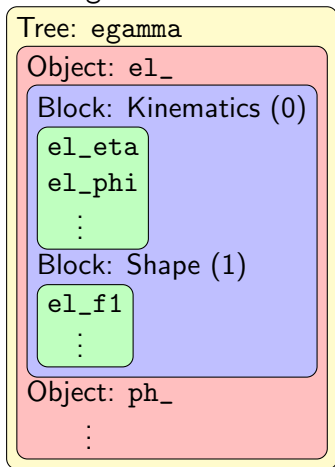 Tree: egamma
Object: el_
Block: Kinematics (0)
el_eta
el_phi
⋮
Block: Shape (1)
el_f1
⋮
Object: ph_
⋮